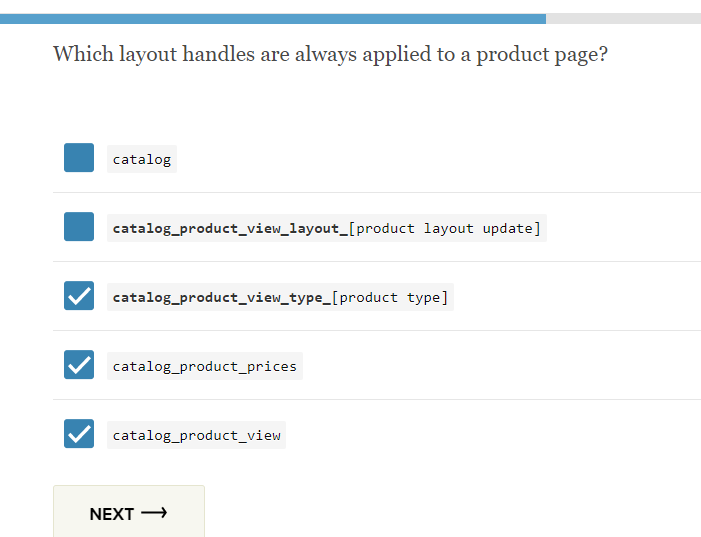 Which layout handles are always applied to a product page?
catalog
catalog_product_view_layout_[product layout update]
catalog_product_view_type_[product type]
catalog_product_prices
catalog_product_view
NEXT →